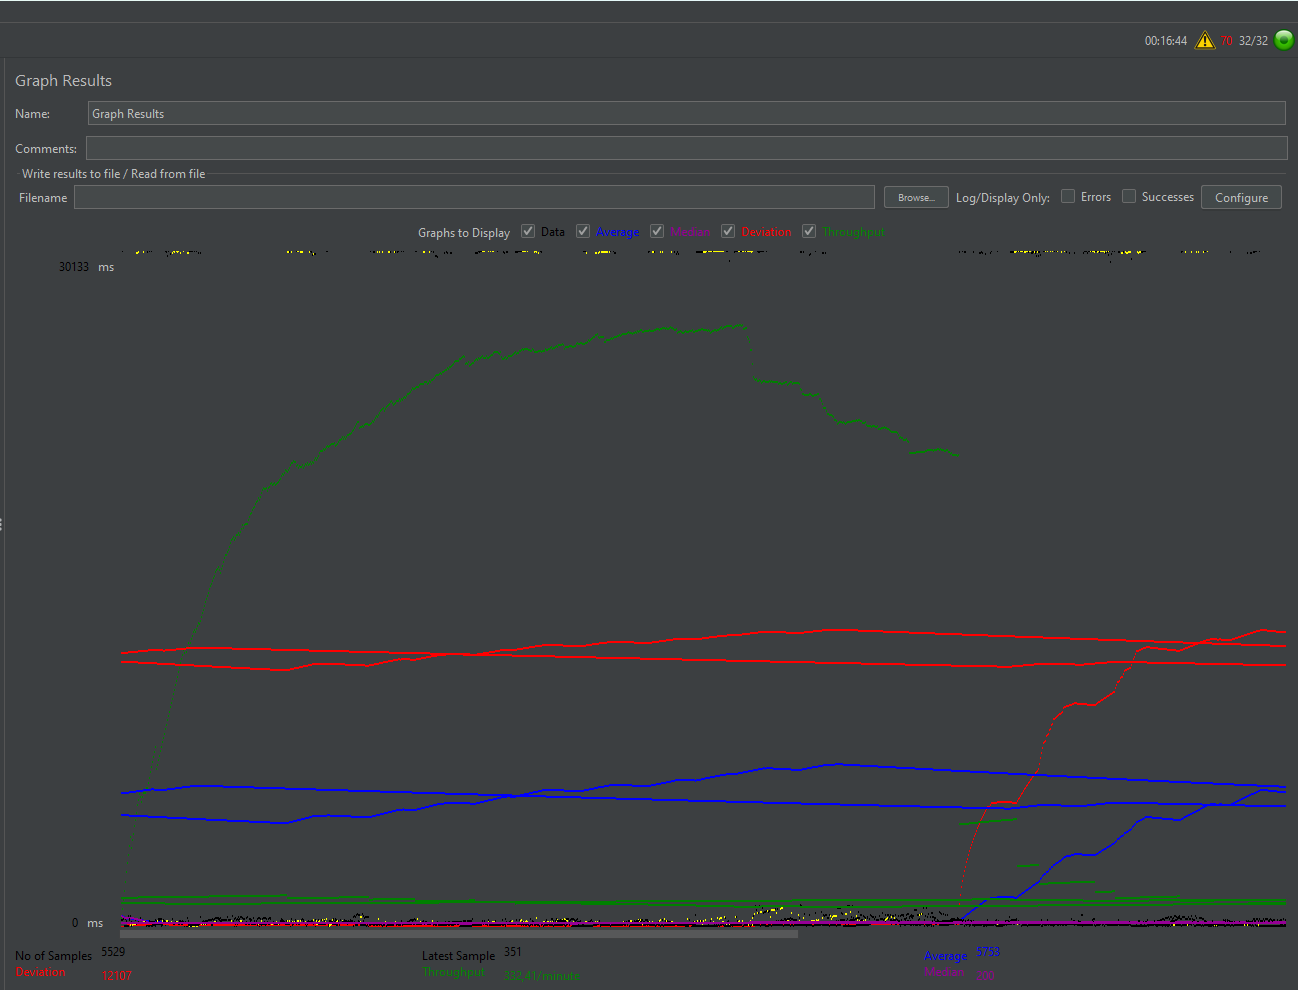 00:16:44 70 32/32
Graph Results
Name: Graph Results
Comments:
Write results to file / Read from file
Filename Browse... Log/Display Only: Errors Successes Configure
Graphs to Display Data Average Median Deviation Throughput
30133 ms
0 ms
No of Samples 5529 Latest Sample 351 Average 5753
Deviation 12107 Throughput 332.41/minute Median